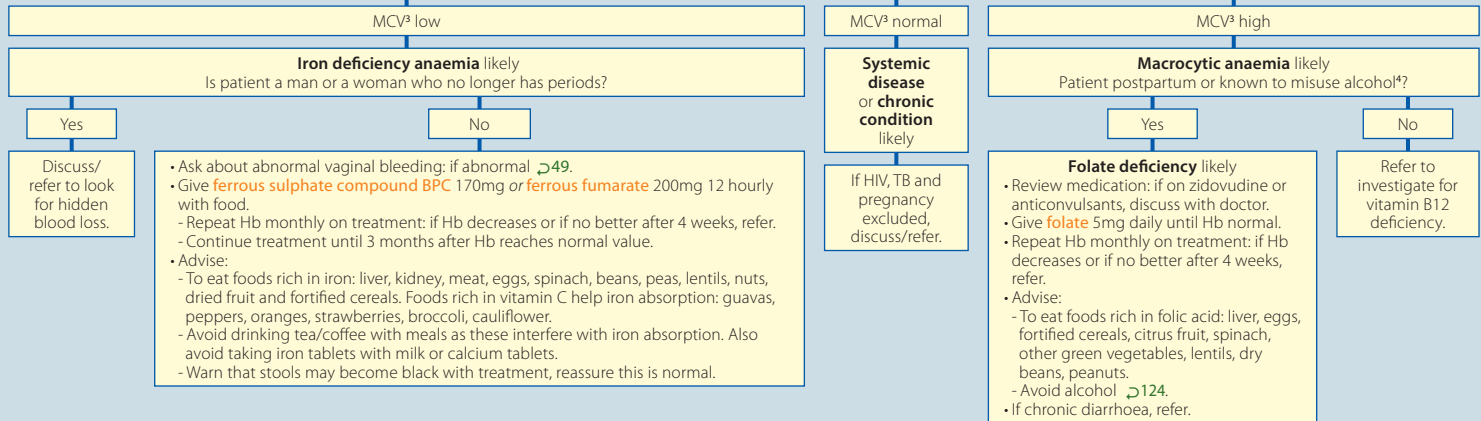 MCV³ low
Iron deficiency anaemia likely
Is patient a man or a woman who no longer has periods?
Yes
Discuss/
refer to look
for hidden
blood loss.
No
• Ask about abnormal vaginal bleeding: if abnormal ⮌49.
• Give ferrous sulphate compound BPC 170mg or ferrous fumarate 200mg 12 hourly
with food.
- Repeat Hb monthly on treatment: if Hb decreases or if no better after 4 weeks, refer.
- Continue treatment until 3 months after Hb reaches normal value.
• Advise:
- To eat foods rich in iron: liver, kidney, meat, eggs, spinach, beans, peas, lentils, nuts,
dried fruit and fortified cereals. Foods rich in vitamin C help iron absorption: guavas,
peppers, oranges, strawberries, broccoli, cauliflower.
- Avoid drinking tea/coffee with meals as these interfere with iron absorption. Also
avoid taking iron tablets with milk or calcium tablets.
- Warn that stools may become black with treatment, reassure this is normal.
MCV³ normal
Systemic
disease
or chronic
condition
likely
If HIV, TB and
pregnancy
excluded,
discuss/refer.
MCV³ high
Macrocytic anaemia likely
Patient postpartum or known to misuse alcohol⁴?
Yes
Folate deficiency likely
• Review medication: if on zidovudine or
anticonvulsants, discuss with doctor.
• Give folate 5mg daily until Hb normal.
• Repeat Hb monthly on treatment: if Hb
decreases or if no better after 4 weeks,
refer.
• Advise:
- To eat foods rich in folic acid: liver, eggs,
fortified cereals, citrus fruit, spinach,
other green vegetables, lentils, dry
beans, peanuts.
- Avoid alcohol ⮌124.
• If chronic diarrhoea, refer.
No
Refer to
investigate for
vitamin B12
deficiency.